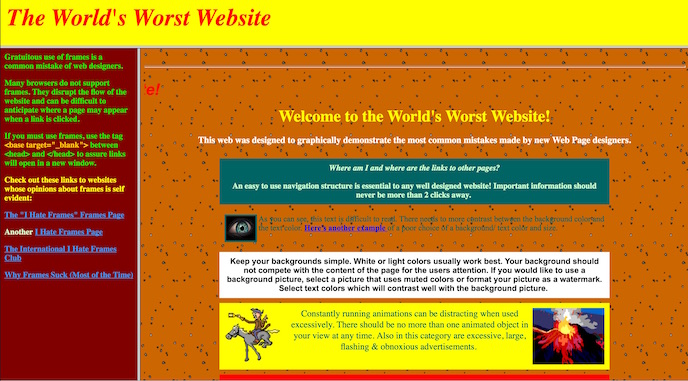 The World's Worst Website
Gratuitous use of frames is a
common mistake of web designers.
Many browsers do not support
frames. They disrupt the flow of the
website and can be difficult to
anticipate where a page may appear
when a link is clicked.
If you must use frames, use the tag
<base target="_blank"> between
<head> and </head> to assure links
will open in a new window.
Check out these links to websites
whose opinions about frames is self
evident:
The "I Hate Frames" Frames Page
Another I Hate Frames Page
The International I Hate Frames
Club
Why Frames Suck (Most of the Time)
e!
Welcome to the World's Worst Website!
This web was designed to graphically demonstrate the most common mistakes made by new Web Page designers.
Where am I and where are the links to other pages?
An easy to use navigation structure is essential to any well designed website! Important information should
never be more than 2 clicks away.
As you can see, this text is difficult to read. There needs to more contrast between the background color and
the text color. Here's another example of a poor choice of a background/ text color and size.
Keep your backgrounds simple. White or light colors usually work best. Your background should
not compete with the content of the page for the users attention. If you would like to use a
background picture, select a picture that uses muted colors or format your picture as a watermark.
Select text colors which will contrast well with the background picture.
Constantly running animations can be distracting when used
excessively. There should be no more than one animated object in
your view at any time. Also in this category are excessive, large,
flashing & obnoxious advertisements.